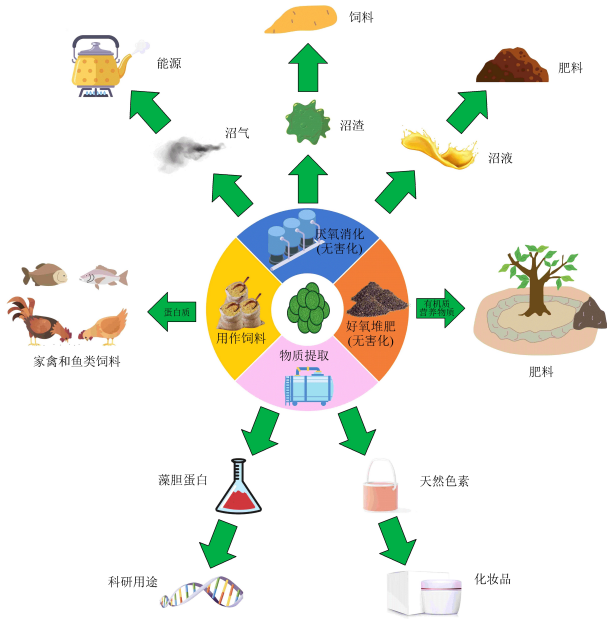 饲料
能源
肥料
沼气
沼渣
沼液
厌氧消化
(无害化)
用作饲料
好氧堆肥
(无害化)
物质提取
蛋白质
有机质
营养物质
家禽和鱼类饲料
肥料
藻胆蛋白
天然色素
科研用途
化妆品